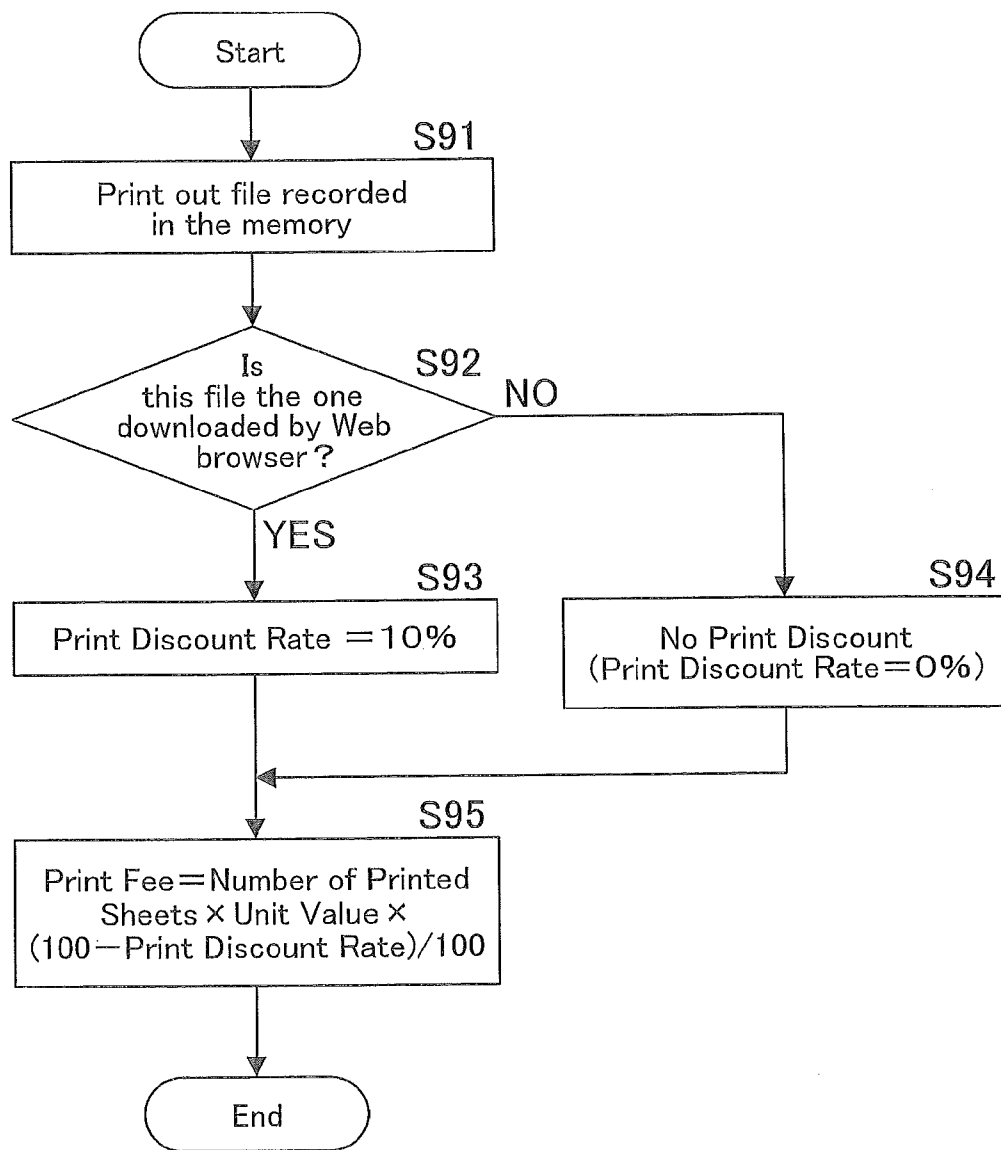 Start
S91
Print out file recorded
in the memory
S92
Is
this file the one
downloaded by Web
browser?
NO
YES
S93
Print Discount Rate =10%
S94
No Print Discount
(Print Discount Rate=0%)
S95
Print Fee=Number of Printed
Sheets×Unit Value×
(100−Print Discount Rate)/100
End